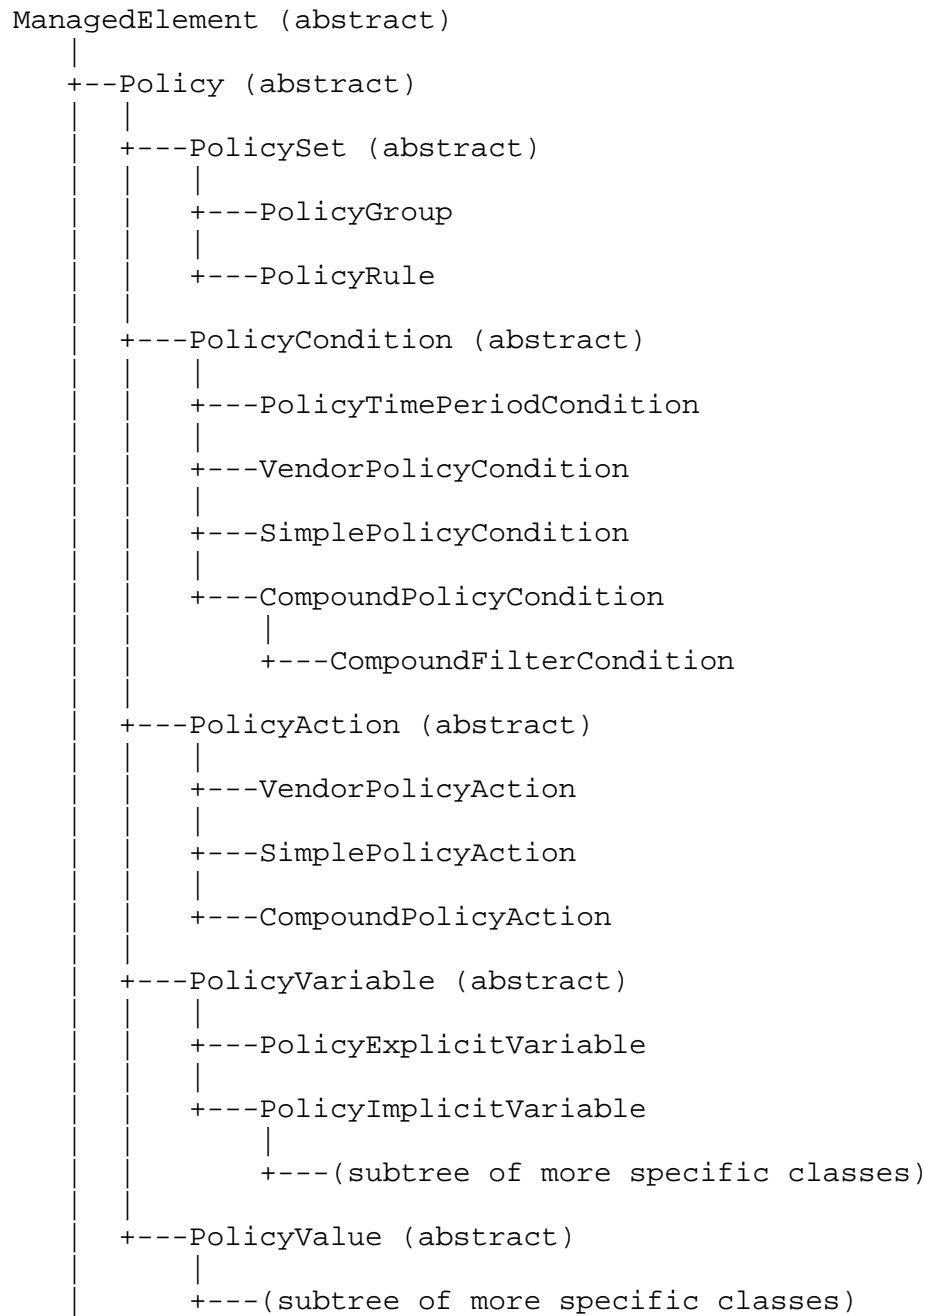 ManagedElement (abstract)
   |
   +--Policy (abstract)
   |  |
   |  +---PolicySet (abstract)
   |  |   |
   |  |   +---PolicyGroup
   |  |   |
   |  |   +---PolicyRule
   |  |
   |  +---PolicyCondition (abstract)
   |  |   |
   |  |   +---PolicyTimePeriodCondition
   |  |   |
   |  |   +---VendorPolicyCondition
   |  |   |
   |  |   +---SimplePolicyCondition
   |  |   |
   |  |   +---CompoundPolicyCondition
   |  |       |
   |  |       +---CompoundFilterCondition
   |  |
   |  +---PolicyAction (abstract)
   |  |   |
   |  |   +---VendorPolicyAction
   |  |   |
   |  |   +---SimplePolicyAction
   |  |   |
   |  |   +---CompoundPolicyAction
   |  |
   |  +---PolicyVariable (abstract)
   |  |   |
   |  |   +---PolicyExplicitVariable
   |  |   |
   |  |   +---PolicyImplicitVariable
   |  |       |
   |  |       +---(subtree of more specific classes)
   |  |
   |  +---PolicyValue (abstract)
   |      |
   |      +---(subtree of more specific classes)